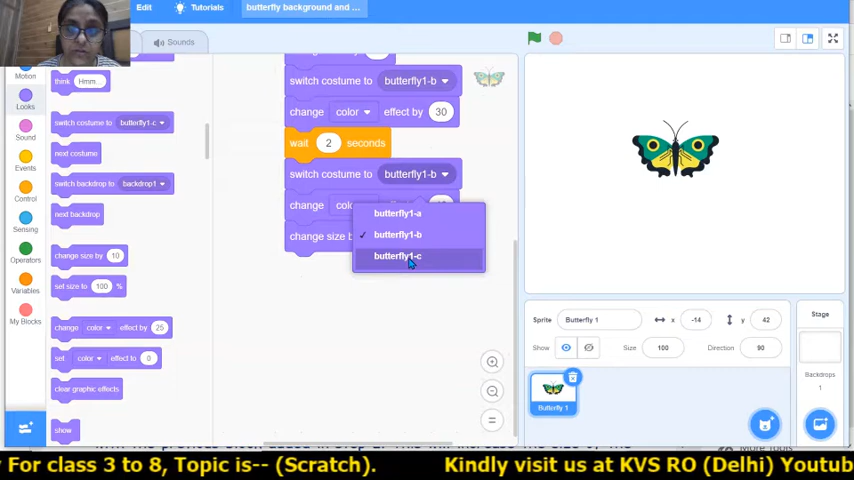 Edit
Tutorials
butterfly background and ...
Sounds
Motion
Looks
Sound
Events
Control
Sensing
Operators
Variables
My Blocks
think Hmm..
switch costume to butterfly1-c
next costume
switch backdrop to backdrop1
next backdrop
change size by 10
set size to 100 %
change color effect by 25
set color effect to 0
clear graphic effects
show
switch costume to butterfly1-b
change color effect by 30
wait 2 seconds
switch costume to butterfly1-b
change
change size b
butterfly1-a
✓ butterfly1-b
butterfly1-c
Sprite Butterfly 1 x -14 y 42
Show Size 100 Direction 90
Butterfly 1
Stage
Backdrops
1
y For class 3 to 8, Topic is-- (Scratch). Kindly visit us at KVS RO (Delhi) Youtub